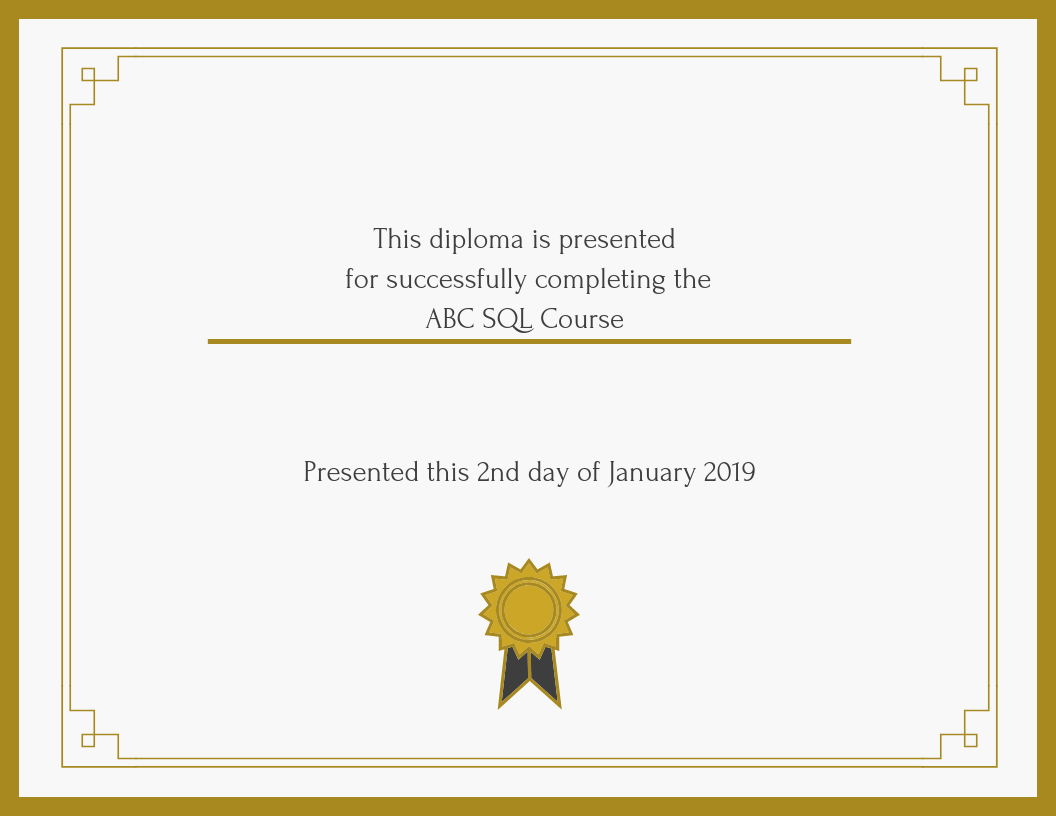 This diploma is presented
for successfully completing the
ABC SQL Course
Presented this 2nd day of January 2019